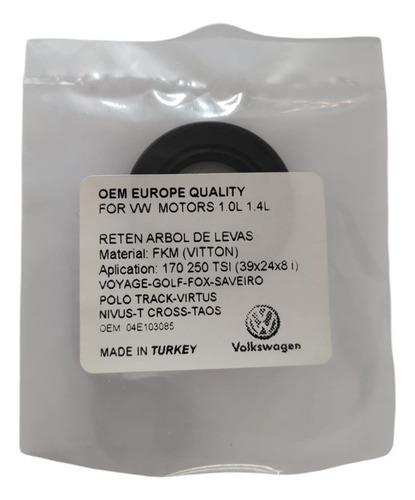 OEM EUROPE QUALITY
FOR VW MOTORS 1.0L 1.4L
RETEN ARBOL DE LEVAS
Material: FKM (VITTON)
Aplication: 170 250 TSI (39x24x8 i)
VOYAGE-GOLF-FOX-SAVEIRO
POLO TRACK-VIRTUS
NIVUS-T CROSS-TAOS
OEM: 04E103085
MADE IN TURKEY
Volkswagen